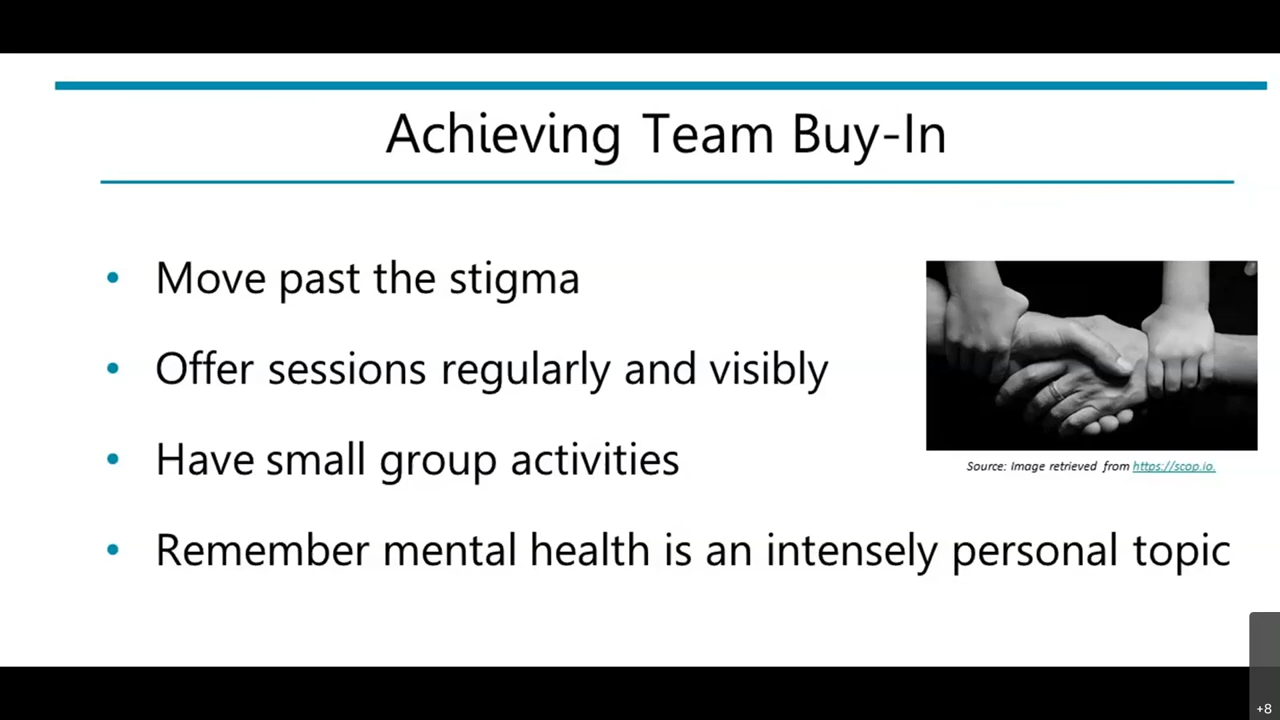 Achieving Team Buy-In
• Move past the stigma
• Offer sessions regularly and visibly
• Have small group activities
Source: Image retrieved from https://scop.io.
• Remember mental health is an intensely personal topic
+8